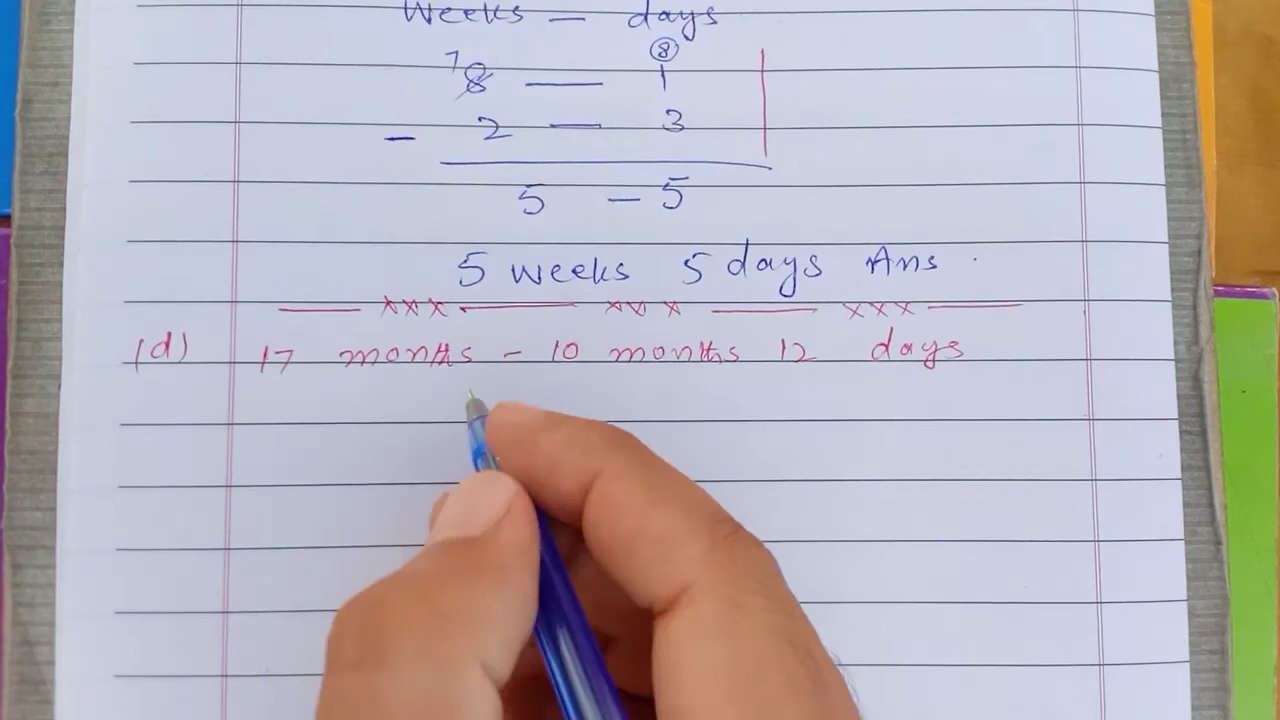 Weeks — days
7 ⑧
8 — 1
- 2 — 3
5 - 5
5 weeks 5 days Ans.
xxx xxx xxx
(d) 17 months - 10 months 12 days